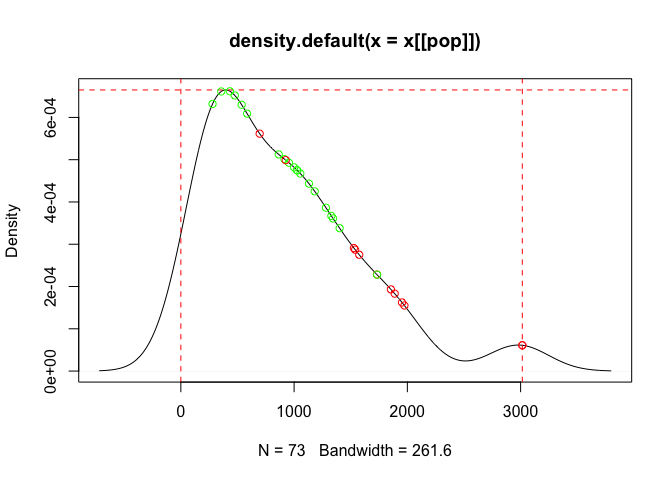 density.default(x = x[[pop]])
Density
0e+00
2e-04
4e-04
6e-04
0
1000
2000
3000
N = 73   Bandwidth = 261.6